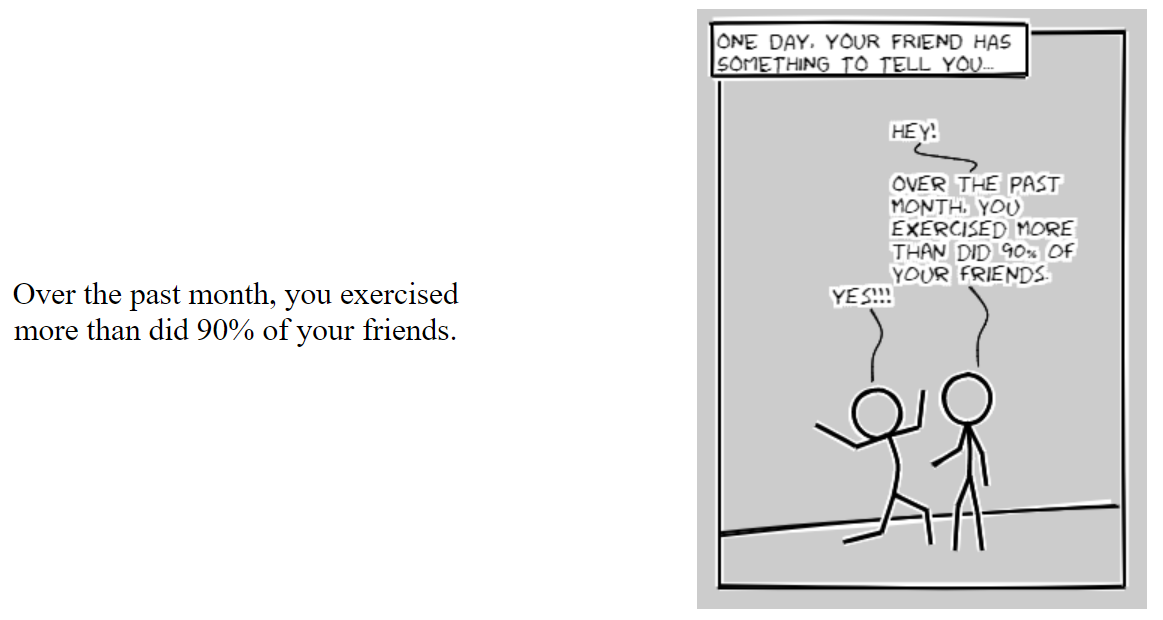 Over the past month, you exercised
more than did 90% of your friends.
ONE DAY, YOUR FRIEND HAS
SOMETHING TO TELL YOU...
HEY!
OVER THE PAST
MONTH, YOU
EXERCISED MORE
THAN DID 90% OF
YOUR FRIENDS.
YES!!!